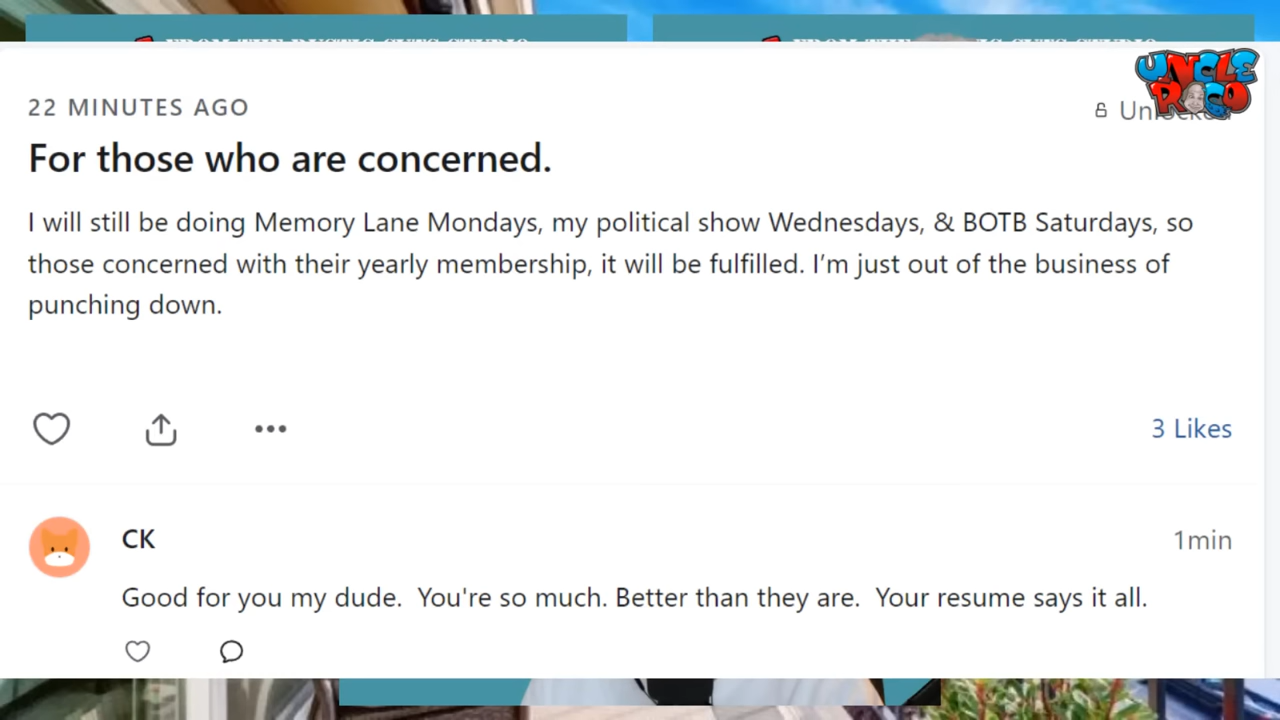 22 MINUTES AGO
UNCLE
ROCO
For those who are concerned.
I will still be doing Memory Lane Mondays, my political show Wednesdays, & BOTB Saturdays, so
those concerned with their yearly membership, it will be fulfilled. I’m just out of the business of
punching down.
3 Likes
CK
1min
Good for you my dude.  You're so much. Better than they are.  Your resume says it all.